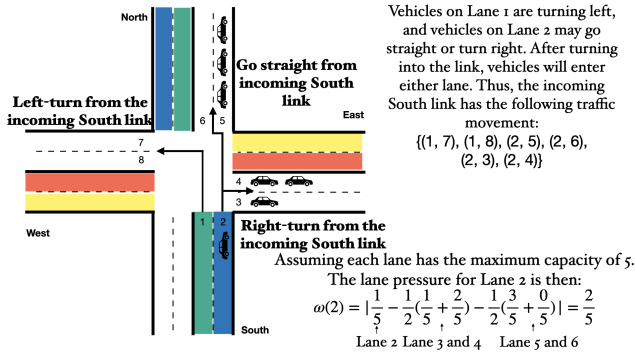 North
Vehicles on Lane 1 are turning left,
and vehicles on Lane 2 may go
straight or turn right. After turning
into the link, vehicles will enter
either lane. Thus, the incoming
South link has the following traffic
movement:
{(1, 7), (1, 8), (2, 5), (2, 6),
(2, 3), (2, 4)}
Go straight from
incoming South
link
Left-turn from the
incoming South link
6 5
East
7
8
4
3
1 2
West
Right-turn from the
incoming South link
South
Assuming each lane has the maximum capacity of 5.
The lane pressure for Lane 2 is then:
ω(2) = |1/5 − 1/2(1/5 + 2/5) − 1/2(3/5 + 0/5)| = 2/5
Lane 2 Lane 3 and 4 Lane 5 and 6